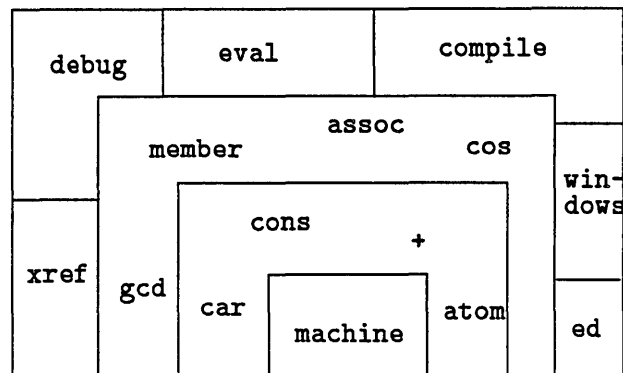 debug
eval
compile
assoc
member
cos
win-
dows
cons
+
xref
gcd
car
atom
machine
ed